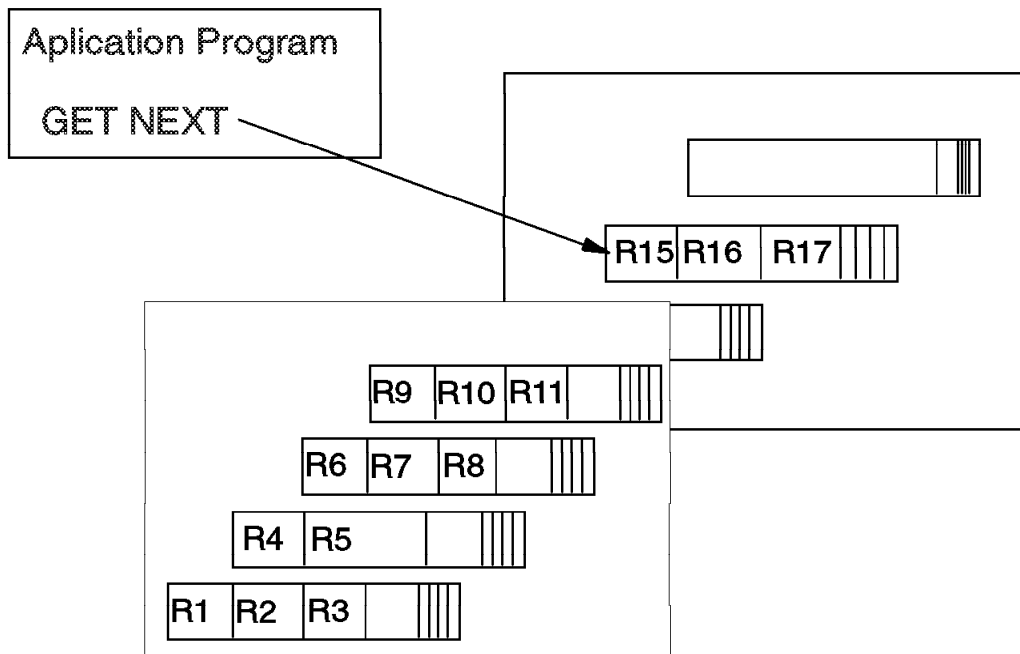 Aplication Program
GET NEXT
R15 R16 R17
R9 R10 R11
R6 R7 R8
R4 R5
R1 R2 R3